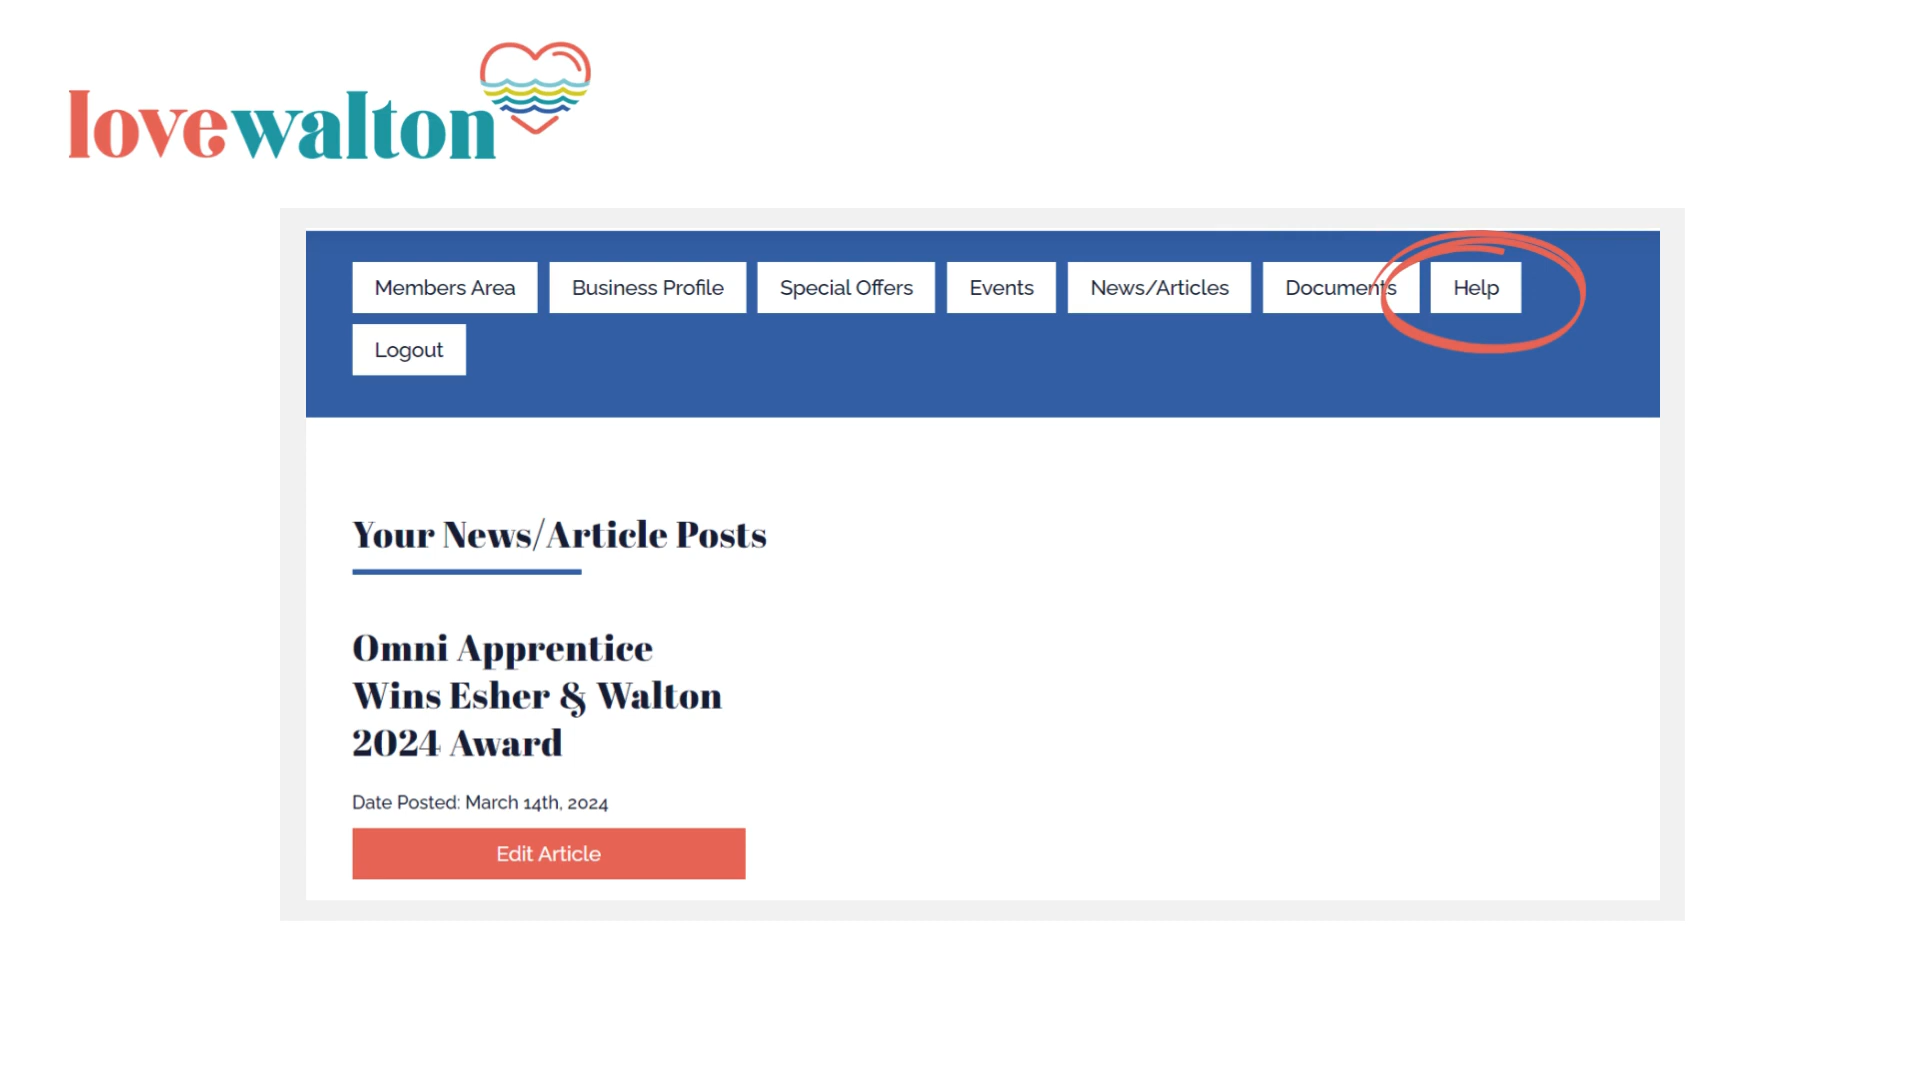 lovewalton
Members Area Business Profile Special Offers Events News/Articles Documents Help
Logout
Your News/Article Posts
Omni Apprentice
Wins Esher & Walton
2024 Award
Date Posted: March 14th, 2024
Edit Article